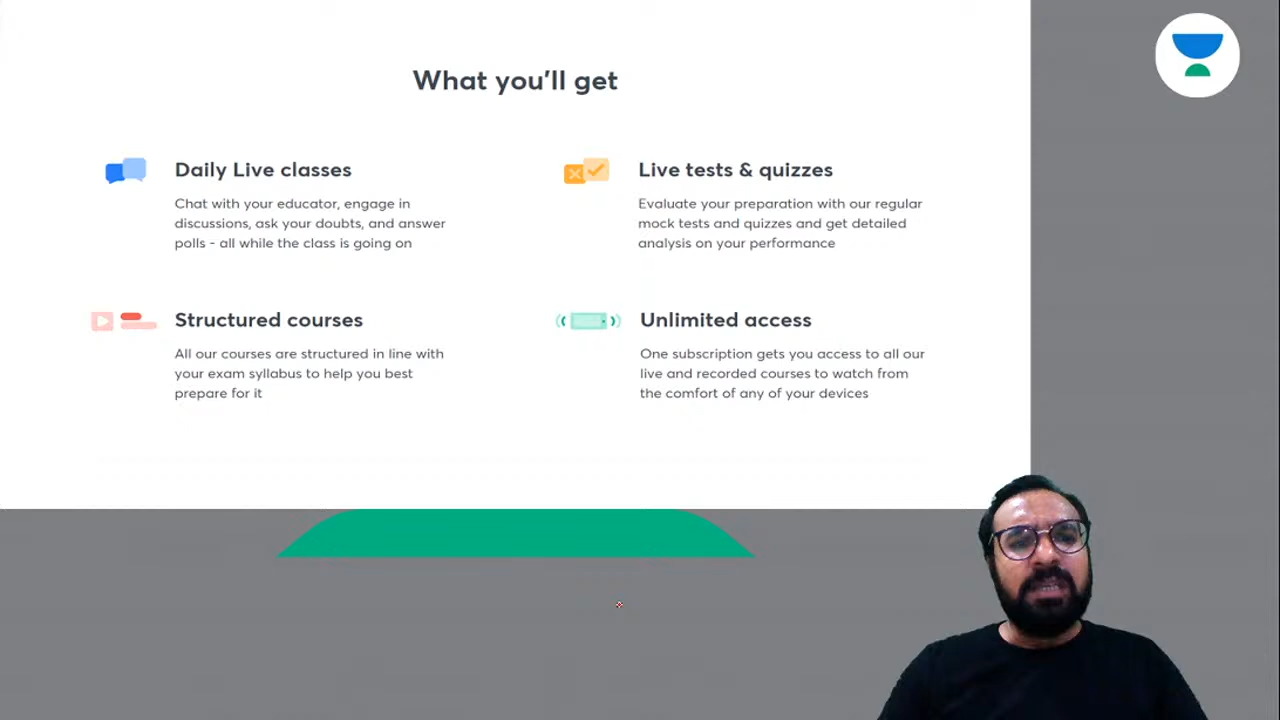 What you'll get
Daily Live classes
Chat with your educator, engage in
discussions, ask your doubts, and answer
polls - all while the class is going on
Live tests & quizzes
Evaluate your preparation with our regular
mock tests and quizzes and get detailed
analysis on your performance
Structured courses
All our courses are structured in line with
your exam syllabus to help you best
prepare for it
Unlimited access
One subscription gets you access to all our
live and recorded courses to watch from
the comfort of any of your devices